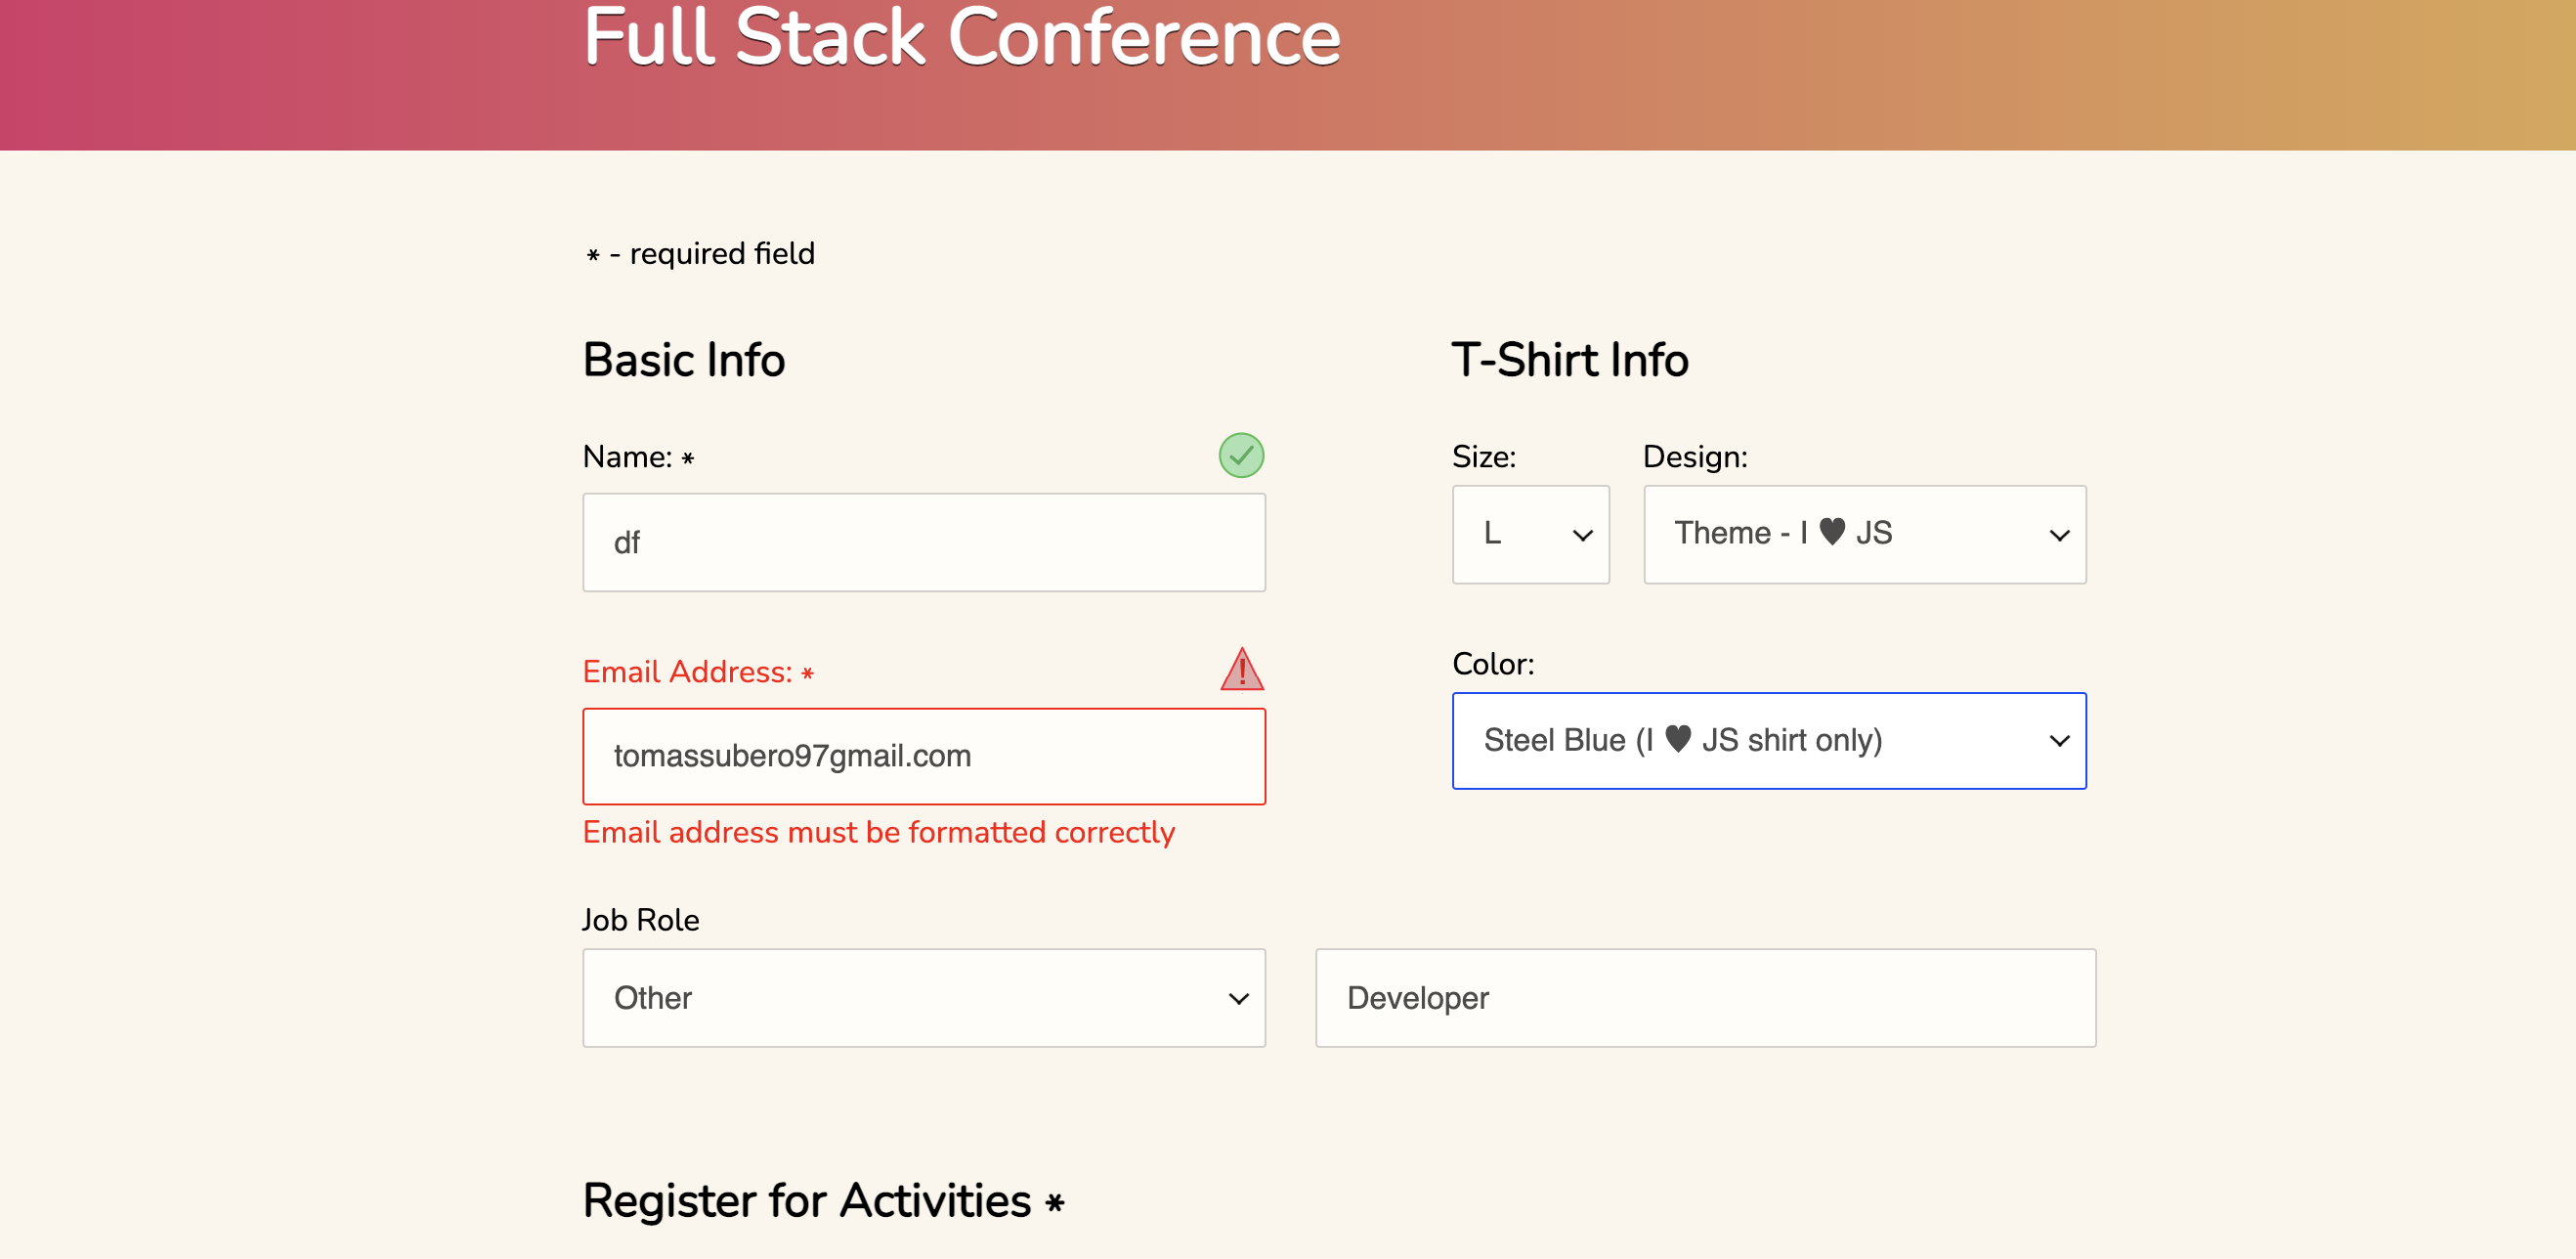 Full Stack Conference
* - required field
Basic Info
Name: *
df
Email Address: *
tomassubero97gmail.com
Email address must be formatted correctly
Job Role
Other
Developer
T-Shirt Info
Size:
L
Design:
Theme - I ♥ JS
Color:
Steel Blue (I ♥ JS shirt only)
Register for Activities *